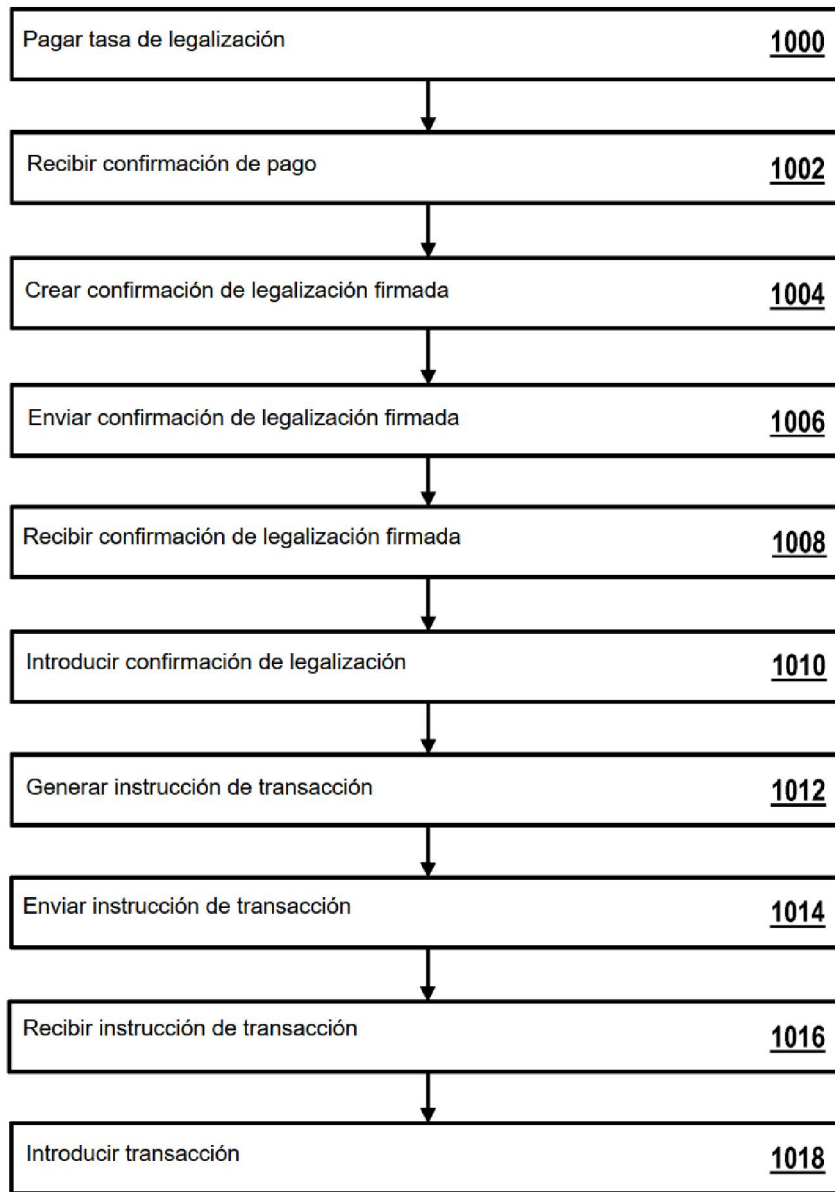 Pagar tasa de legalización 1000
Recibir confirmación de pago 1002
Crear confirmación de legalización firmada 1004
Enviar confirmación de legalización firmada 1006
Recibir confirmación de legalización firmada 1008
Introducir confirmación de legalización 1010
Generar instrucción de transacción 1012
Enviar instrucción de transacción 1014
Recibir instrucción de transacción 1016
Introducir transacción 1018